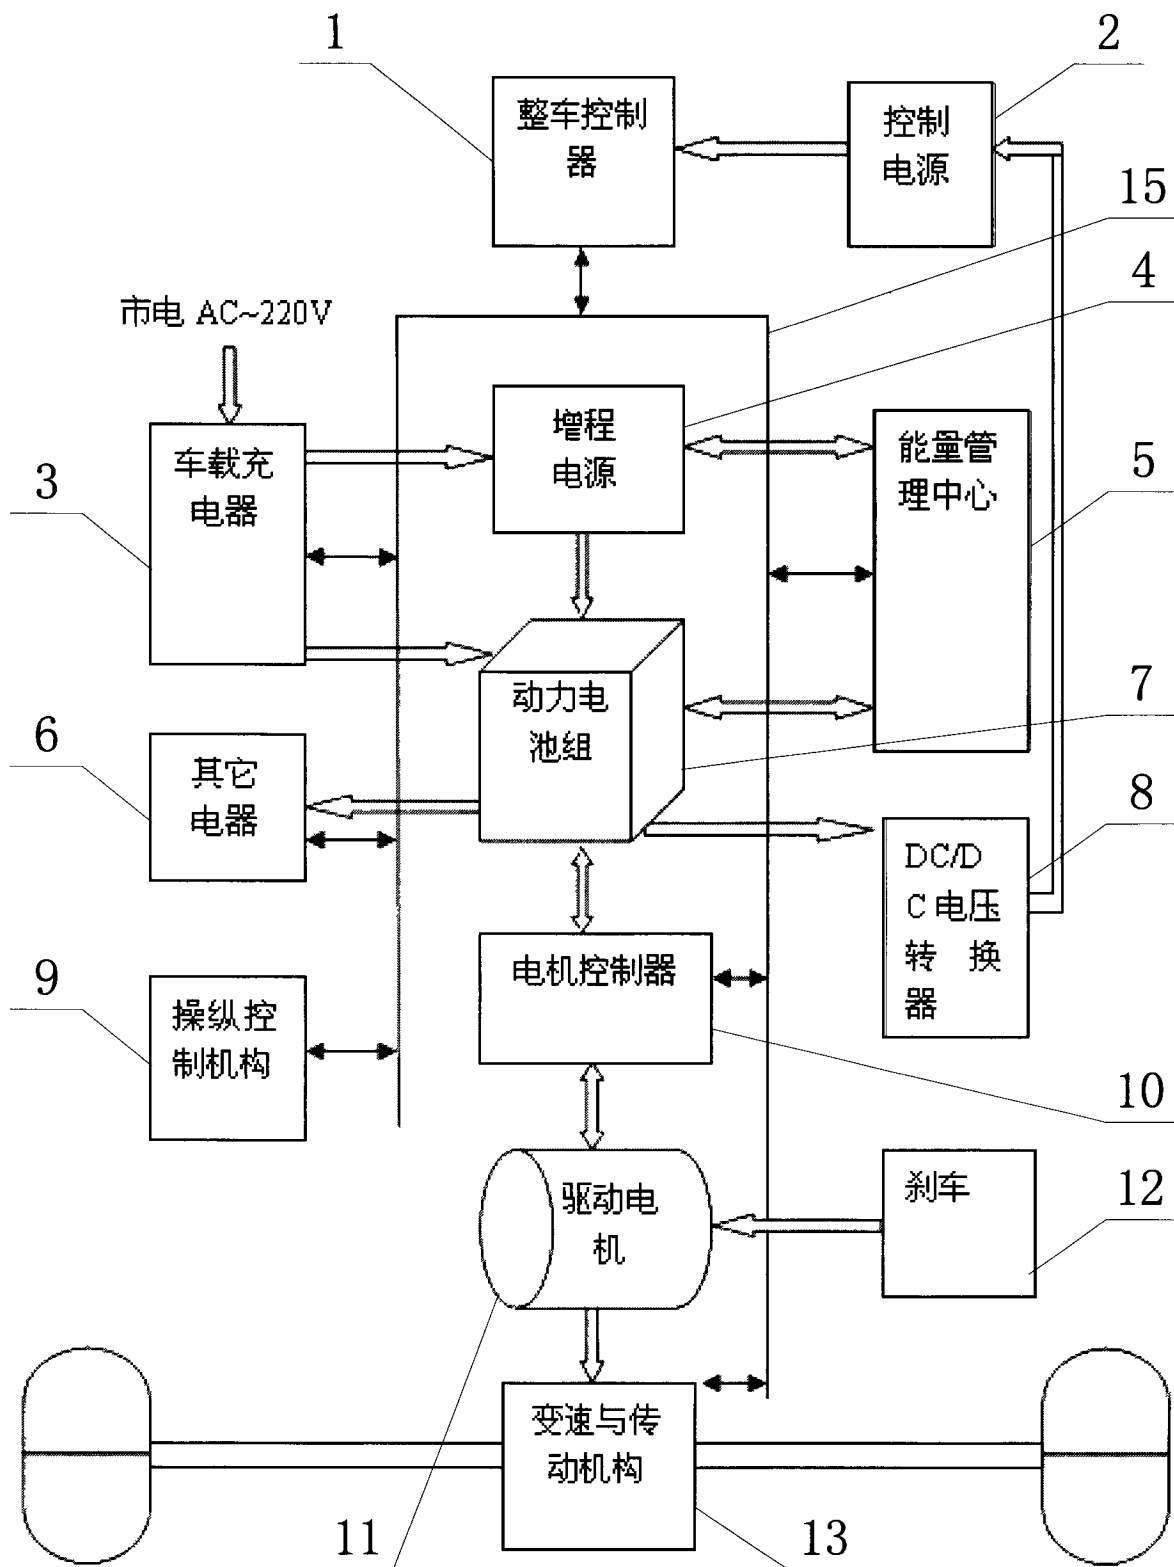 1
2
整车控制
器
控制
电源
15
4
市电 AC~220V
增程
电源
车载充
电器
能量管
理中心
3
5
动力电
池组
7
6
其它
电器
8
DC/D
C 电压
转 换
器
电机控制器
9
操纵控
制机构
10
刹车
12
驱动电
机
变速与传
动机构
11
13